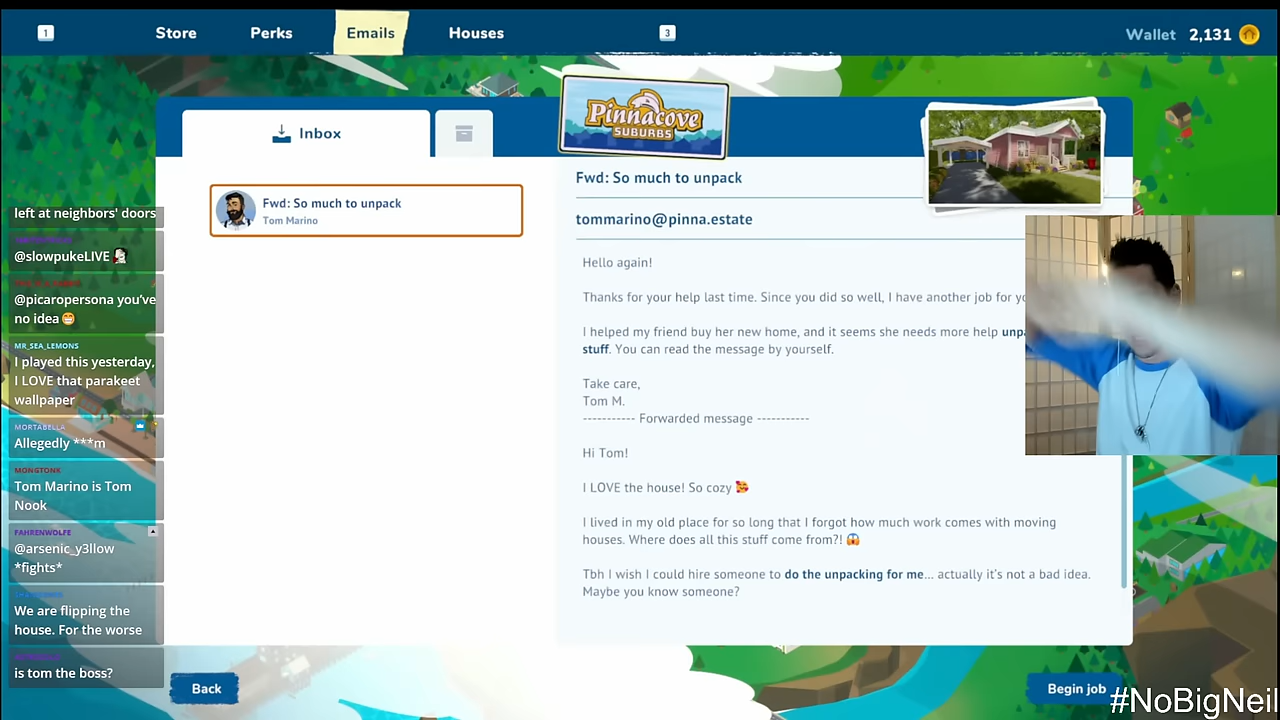 1
Store
Perks
Emails
Houses
3
Wallet 2,131
Inbox
Pinnacove
SUBURBS
Fwd: So much to unpack
Tom Marino
Fwd: So much to unpack
tommarino@pinna.estate
Hello again!
Thanks for your help last time. Since you did so well, I have another job for
I helped my friend buy her new home, and it seems she needs more help
stuff. You can read the message by yourself.
Take care,
Tom M.
----------- Forwarded message -----------
Hi Tom!
I LOVE the house! So cozy 🥰
I lived in my old place for so long that I forgot how much work comes with moving
houses. Where does all this stuff come from?! 😱
Tbh I wish I could hire someone to do the unpacking for me... actually it's not a bad idea.
Maybe you know someone?
left at neighbors' doors
@slowpukeLIVE
@picaropersona you've
no idea 😁
MR_SEA_LEMONS
I played this yesterday,
I LOVE that parakeet
wallpaper
MORTABELLA
Allegedly ***m
MONGTONK
Tom Marino is Tom
Nook
FAHRENWOLFE
@arsenic_y3llow
*fights*
We are flipping the
house. For the worse
is tom the boss?
Back
Begin job
#NoBigNeil